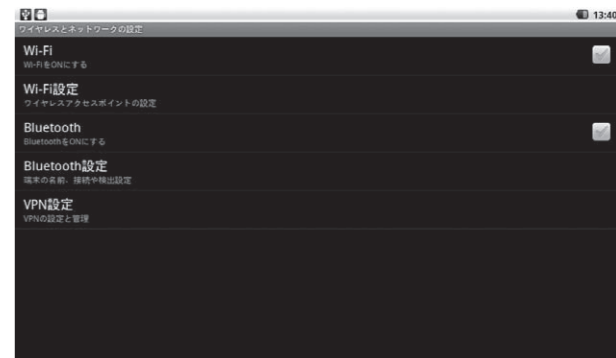 13:40
ワイヤレスとネットワークの設定
Wi-Fi
Wi-FiをONにする
Wi-Fi設定
ワイヤレスアクセスポイントの設定
Bluetooth
BluetoothをONにする
Bluetooth設定
端末の名前、接続や検出設定
VPN設定
VPNの設定と管理